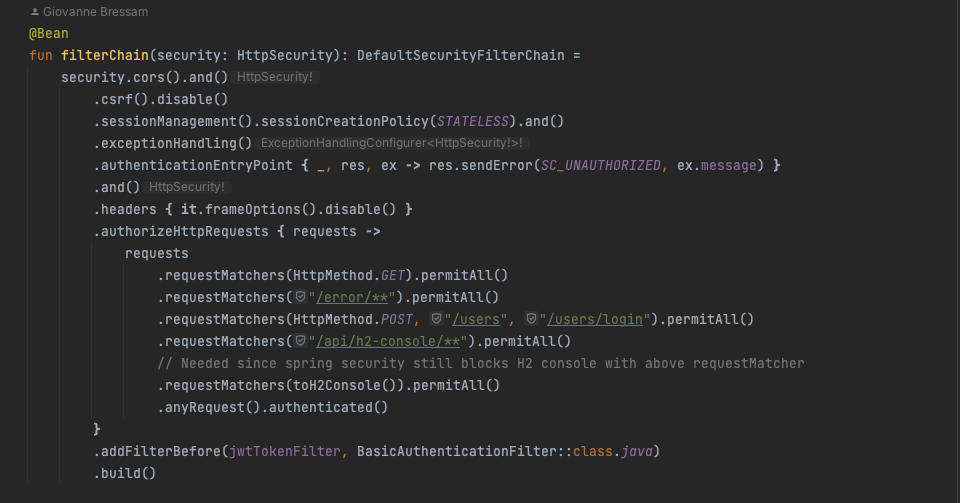 Giovanne Bressam
@Bean
fun filterChain(security: HttpSecurity): DefaultSecurityFilterChain =
    security.cors().and() HttpSecurity!
        .csrf().disable()
        .sessionManagement().sessionCreationPolicy(STATELESS).and()
        .exceptionHandling() ExceptionHandlingConfigurer<HttpSecurity!>!
        .authenticationEntryPoint { _, res, ex -> res.sendError(SC_UNAUTHORIZED, ex.message) }
        .and() HttpSecurity!
        .headers { it.frameOptions().disable() }
        .authorizeHttpRequests { requests ->
            requests
                .requestMatchers(HttpMethod.GET).permitAll()
                .requestMatchers("/error/**").permitAll()
                .requestMatchers(HttpMethod.POST, "/users", "/users/login").permitAll()
                .requestMatchers("/api/h2-console/**").permitAll()
                // Needed since spring security still blocks H2 console with above requestMatcher
                .requestMatchers(toH2Console()).permitAll()
                .anyRequest().authenticated()
        }
        .addFilterBefore(jwtTokenFilter, BasicAuthenticationFilter::class.java)
        .build()